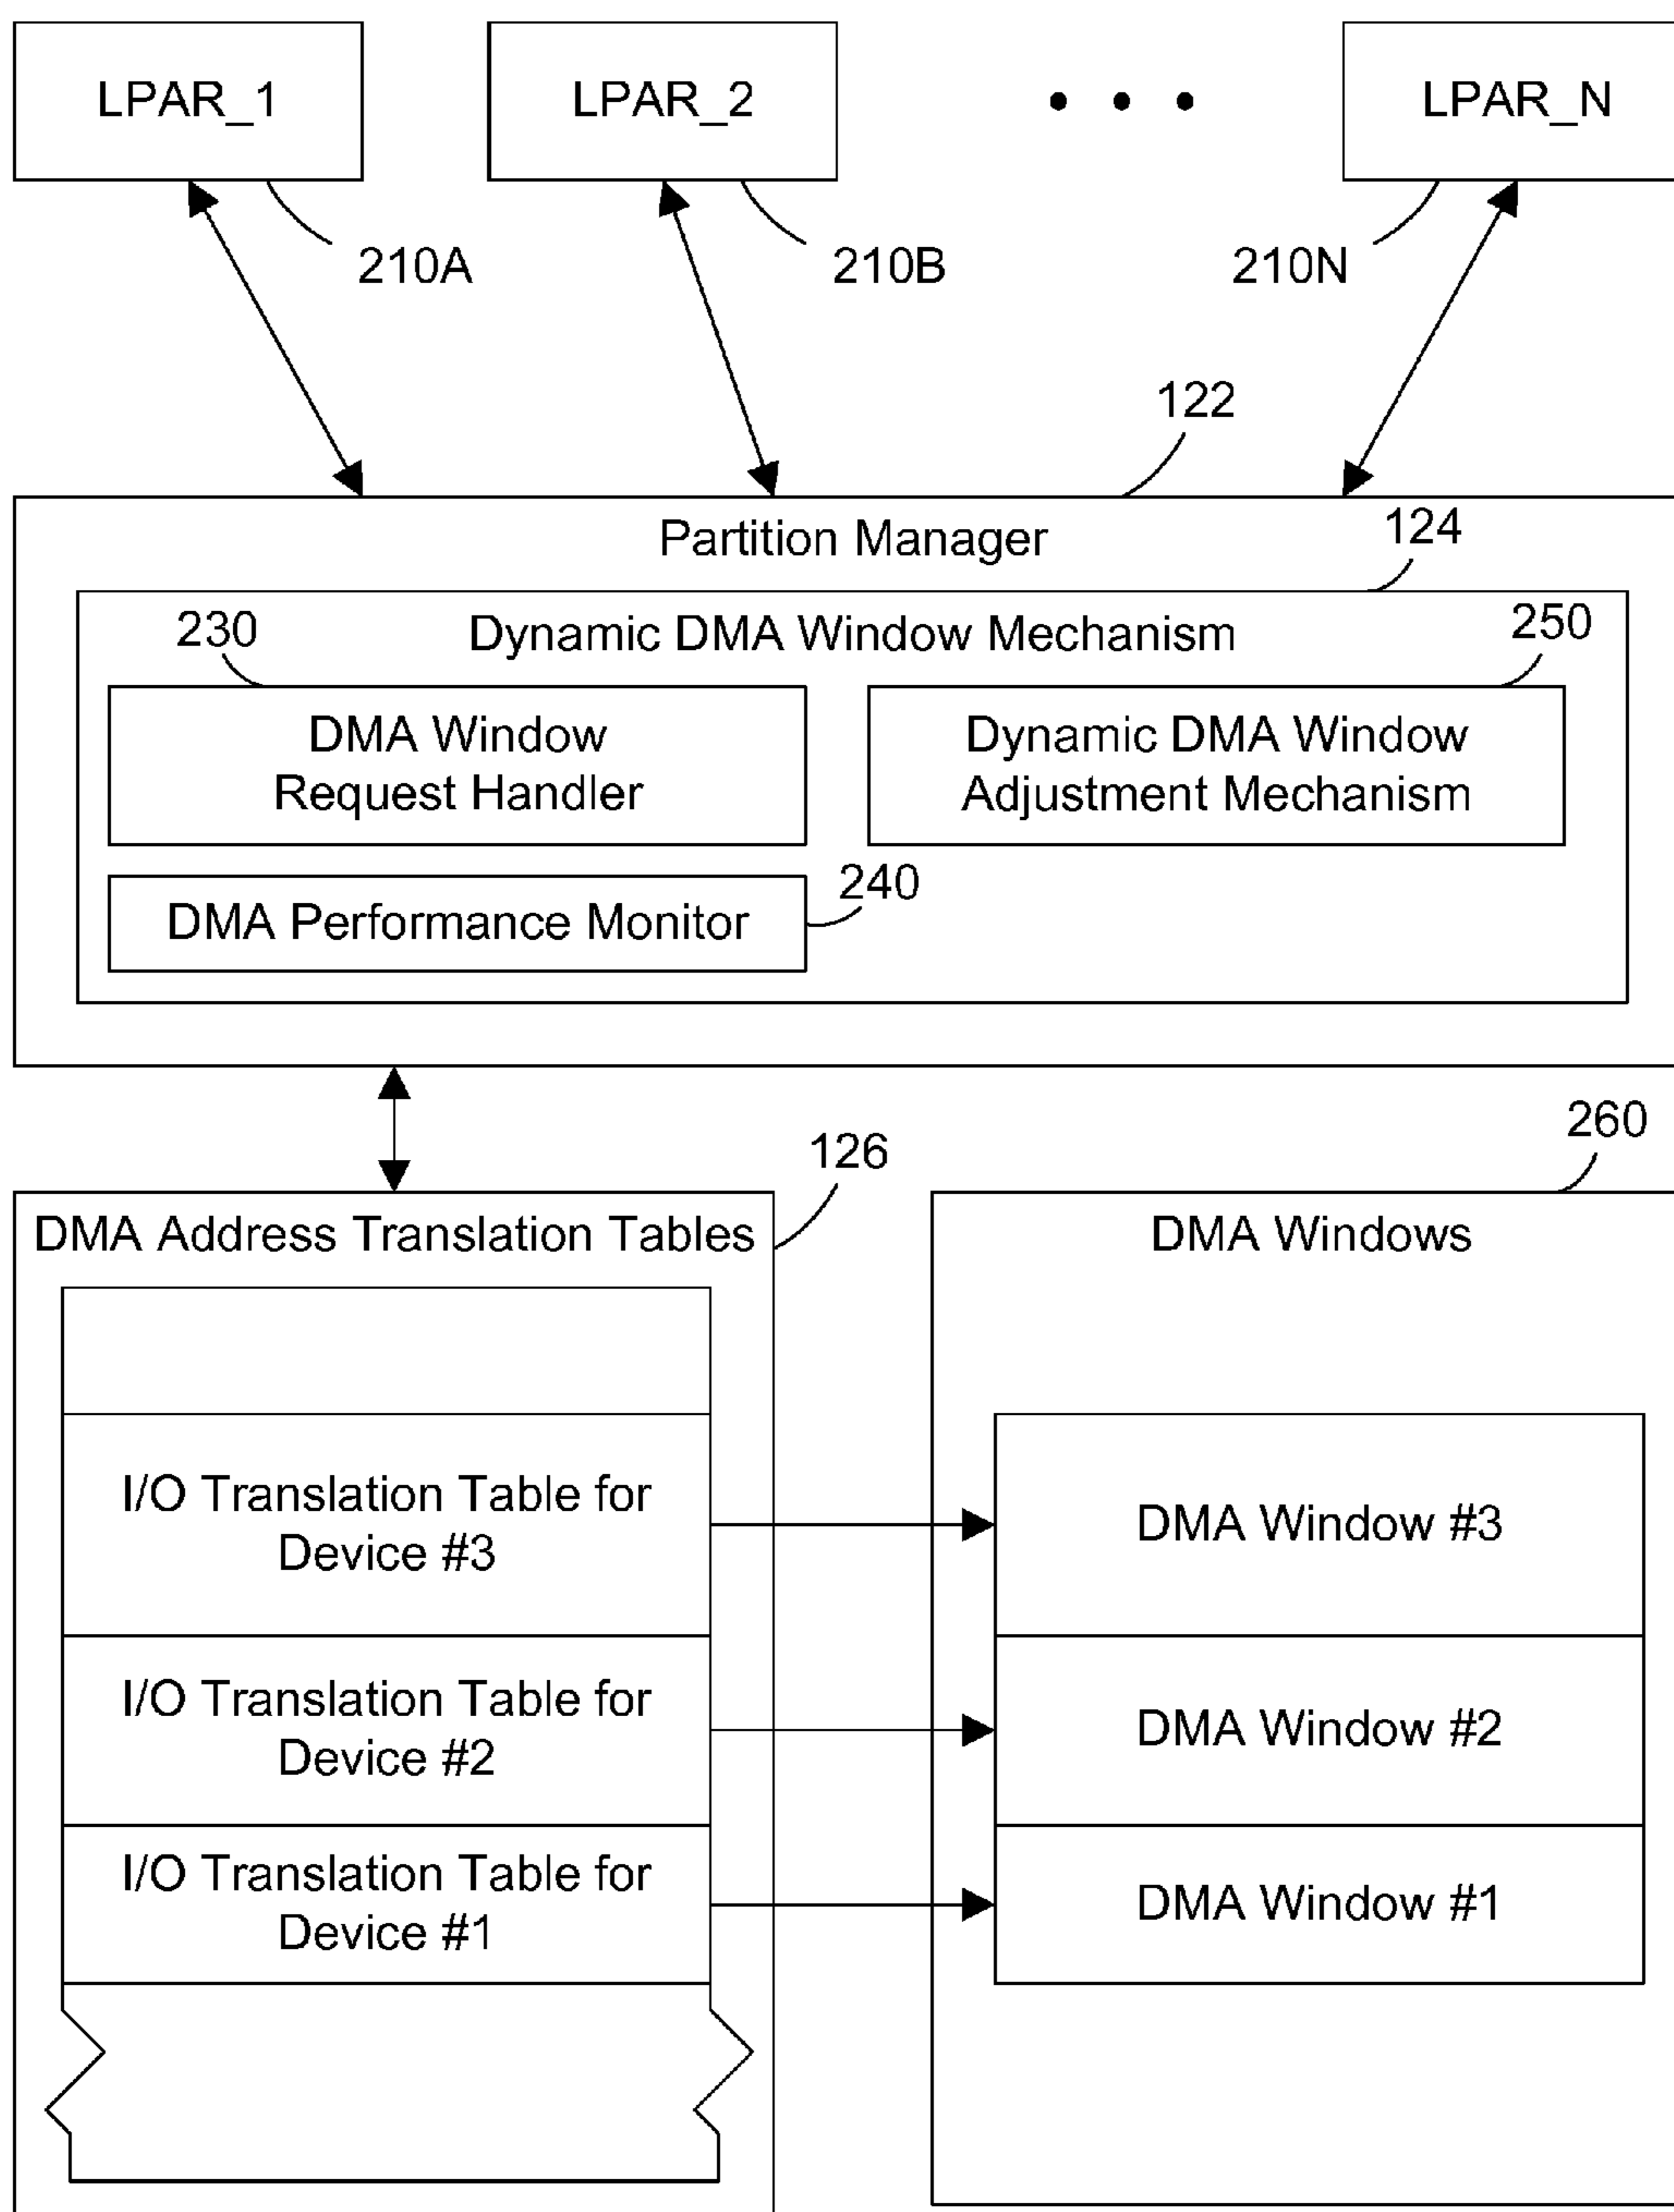 LPAR_1
LPAR_2
• • •
LPAR_N
210A
210B
210N
122
Partition Manager
124
230
Dynamic DMA Window Mechanism
250
DMA Window
Request Handler
Dynamic DMA Window
Adjustment Mechanism
240
DMA Performance Monitor
260
126
DMA Address Translation Tables
DMA Windows
I/O Translation Table for
Device #3
DMA Window #3
I/O Translation Table for
Device #2
DMA Window #2
I/O Translation Table for
Device #1
DMA Window #1